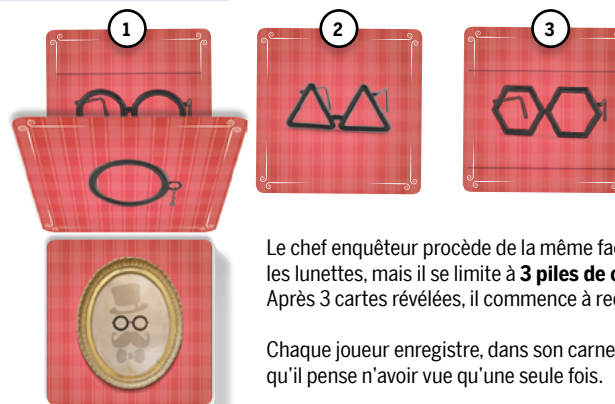 1
2
3
Le chef enquêteur procède de la même
les lunettes, mais il se limite à 3 piles de
Après 3 cartes révélées, il commence à
Chaque joueur enregistre, dans son carne
qu'il pense n'avoir vue qu'une seule fois.